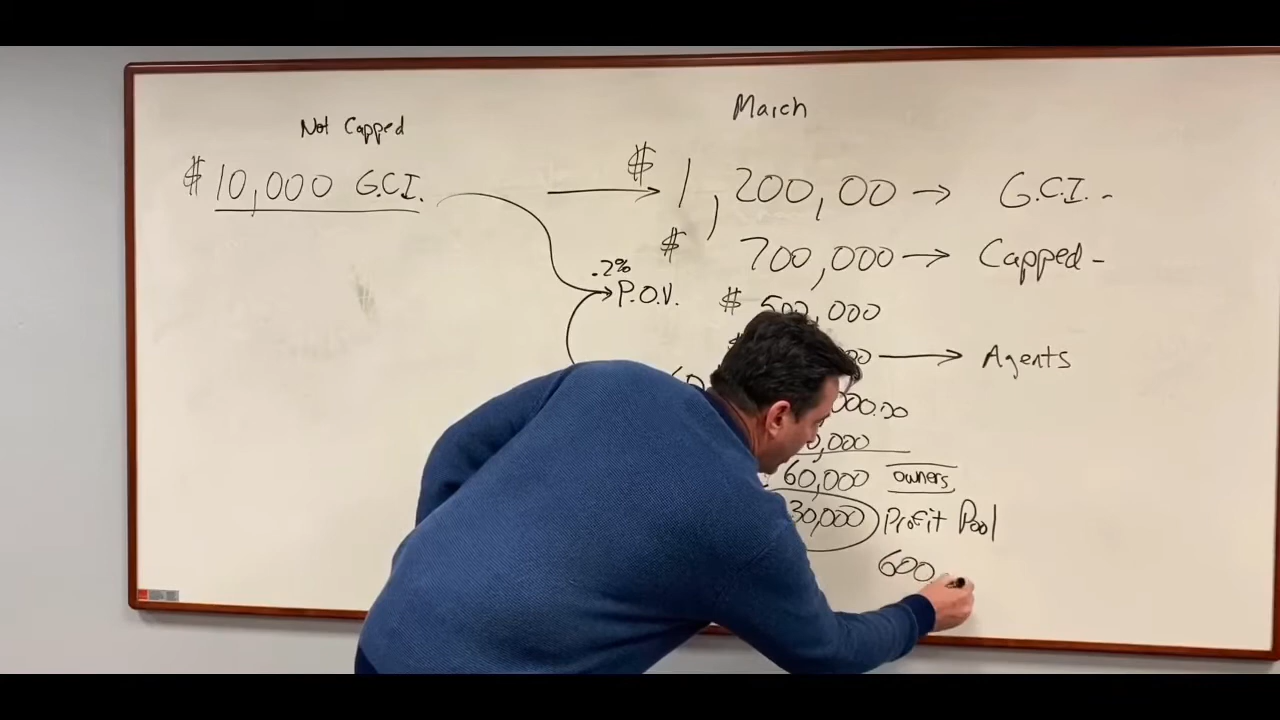 March
Not Capped
$ 10,000 G.C.I.
$ 1,200,00 → G.C.I. -
$ 700,000 → Capped -
.2%
→ P.O.V.
$ 500,000
→ Agents
000.00
0,000
60,000 owners
30,000 Profit Pool
600